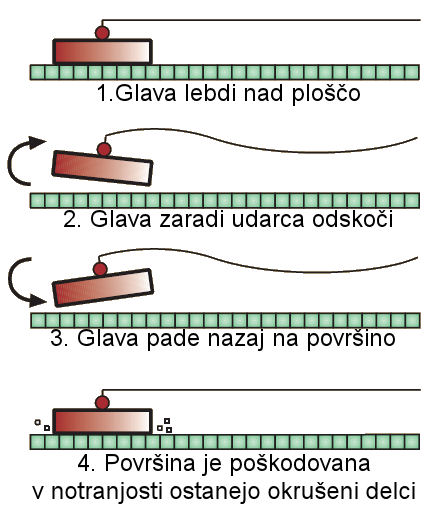 1.Glava lebdi nad ploščo
2. Glava zaradi udarca odskoči
3. Glava pade nazaj na površino
4. Površina je poškodovana
v notranjosti ostanejo okrušeni delci